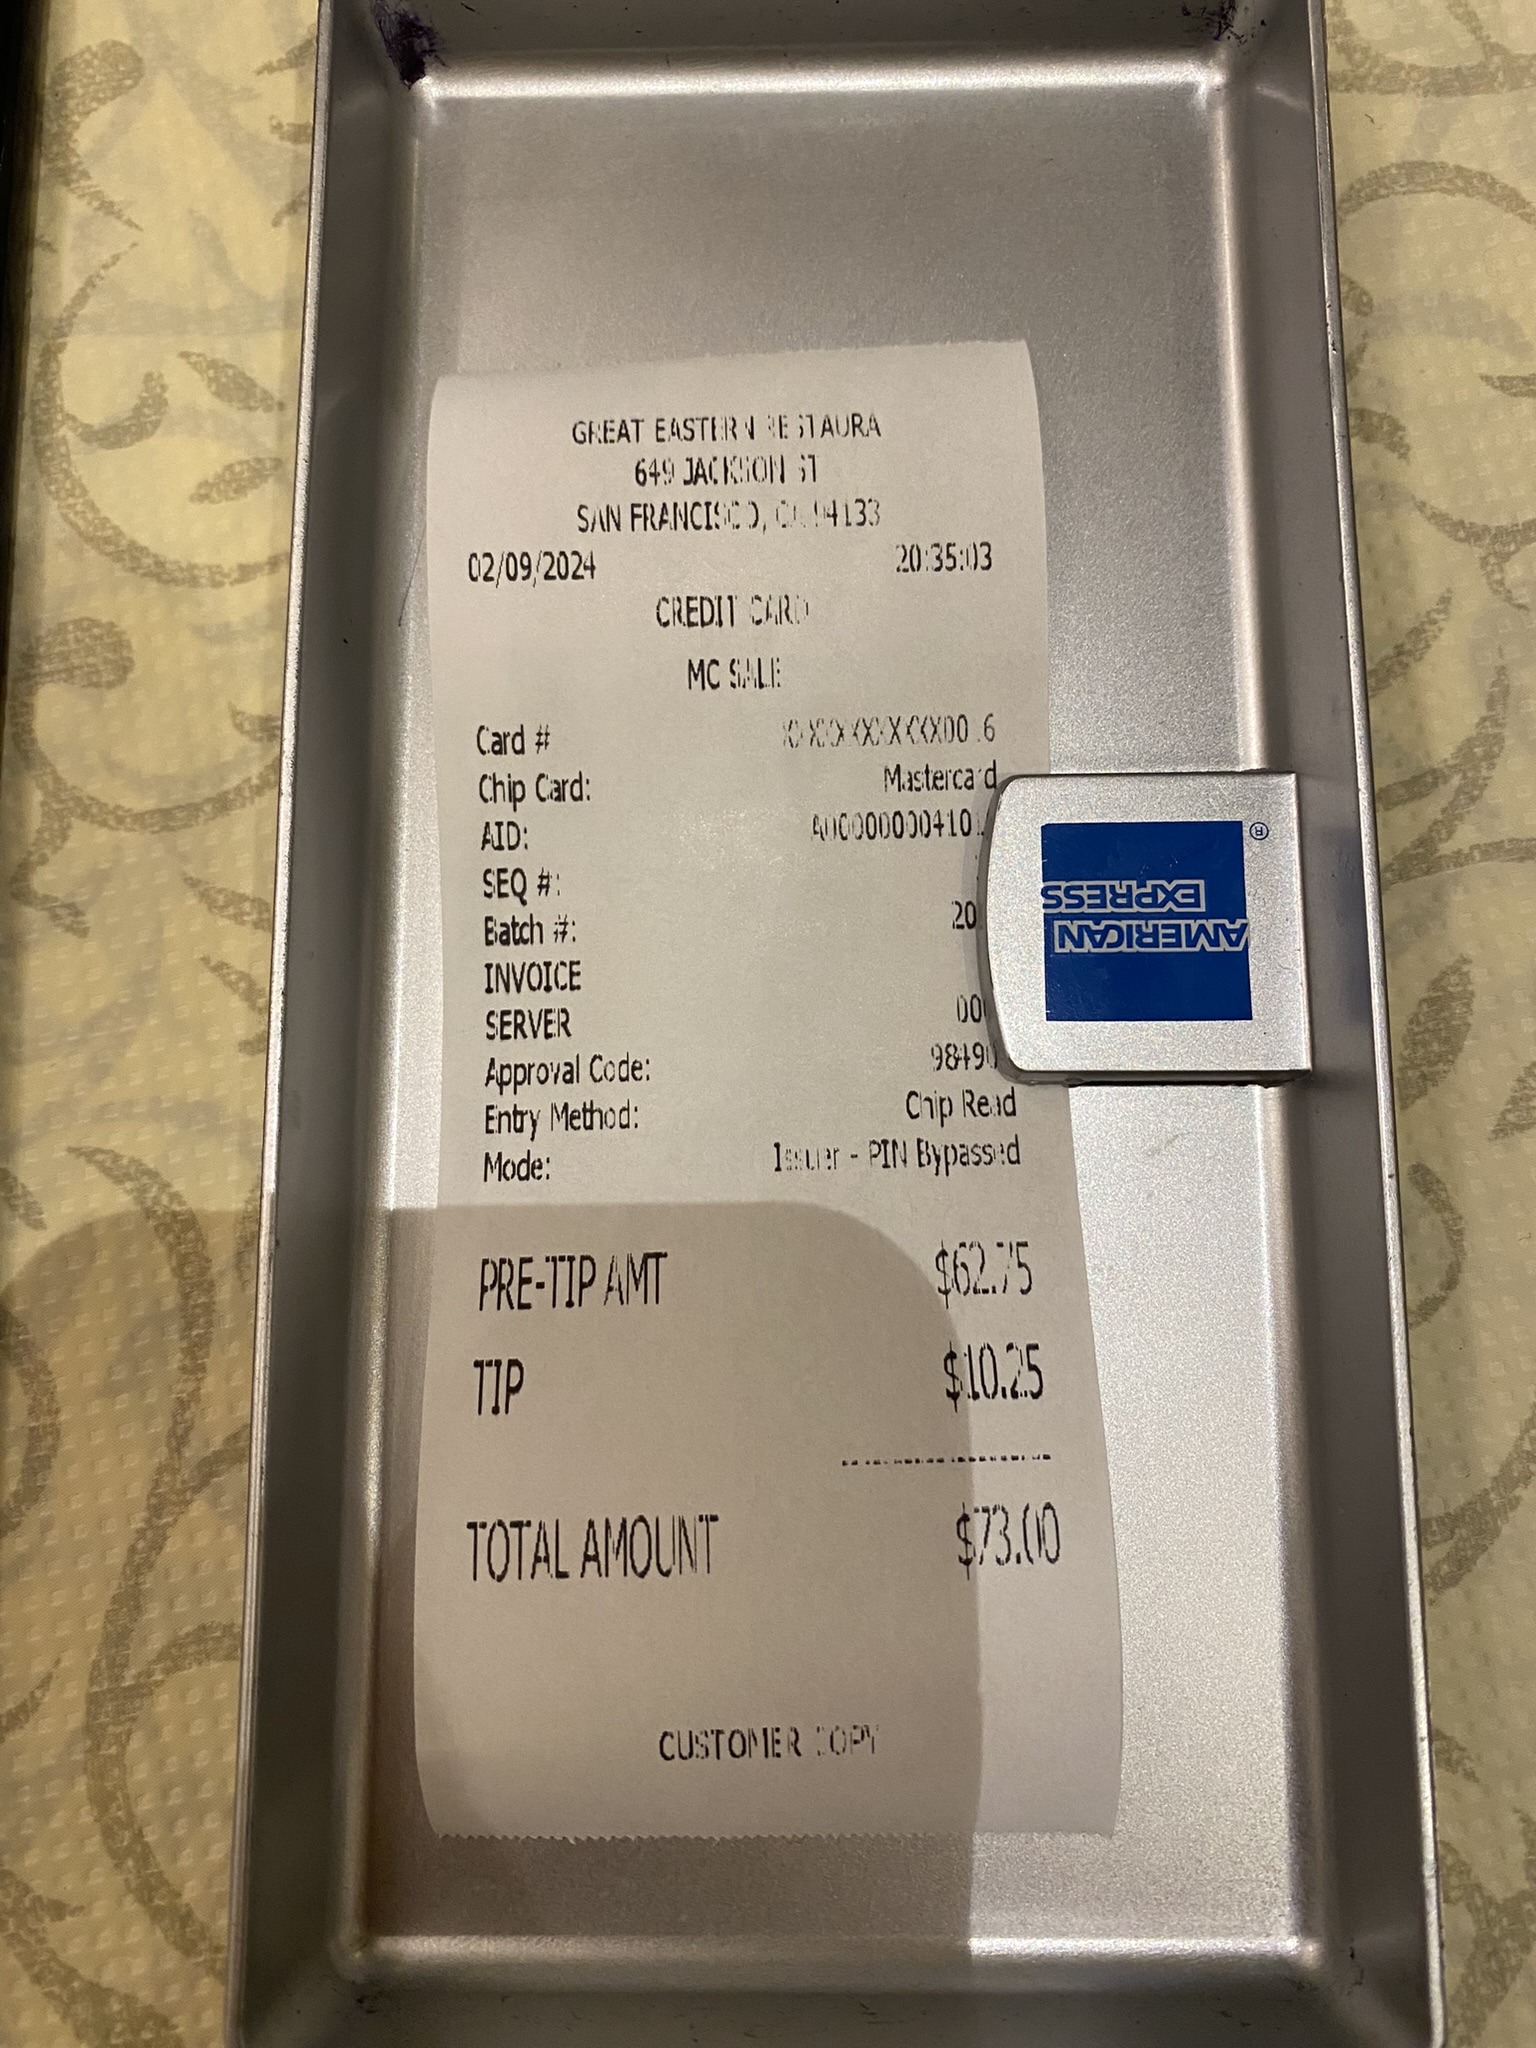 GREAT EASTERN RESTAURA
649 JACKSON ST
SAN FRANCISCO, CA 94133
02/09/2024 20:35:03
CREDIT CARD
MC SALE
Card #
Chip Card: Mastercard
AID:
SEQ #:
Batch #:
INVOICE
SERVER
Approval Code:
Entry Method: Chip Read
Mode: Issuer - PIN Bypassed
PRE-TIP AMT $62.75
TIP $10.25
TOTAL AMOUNT $73.00
CUSTOMER COPY
AMERICAN
EXPRESS
®